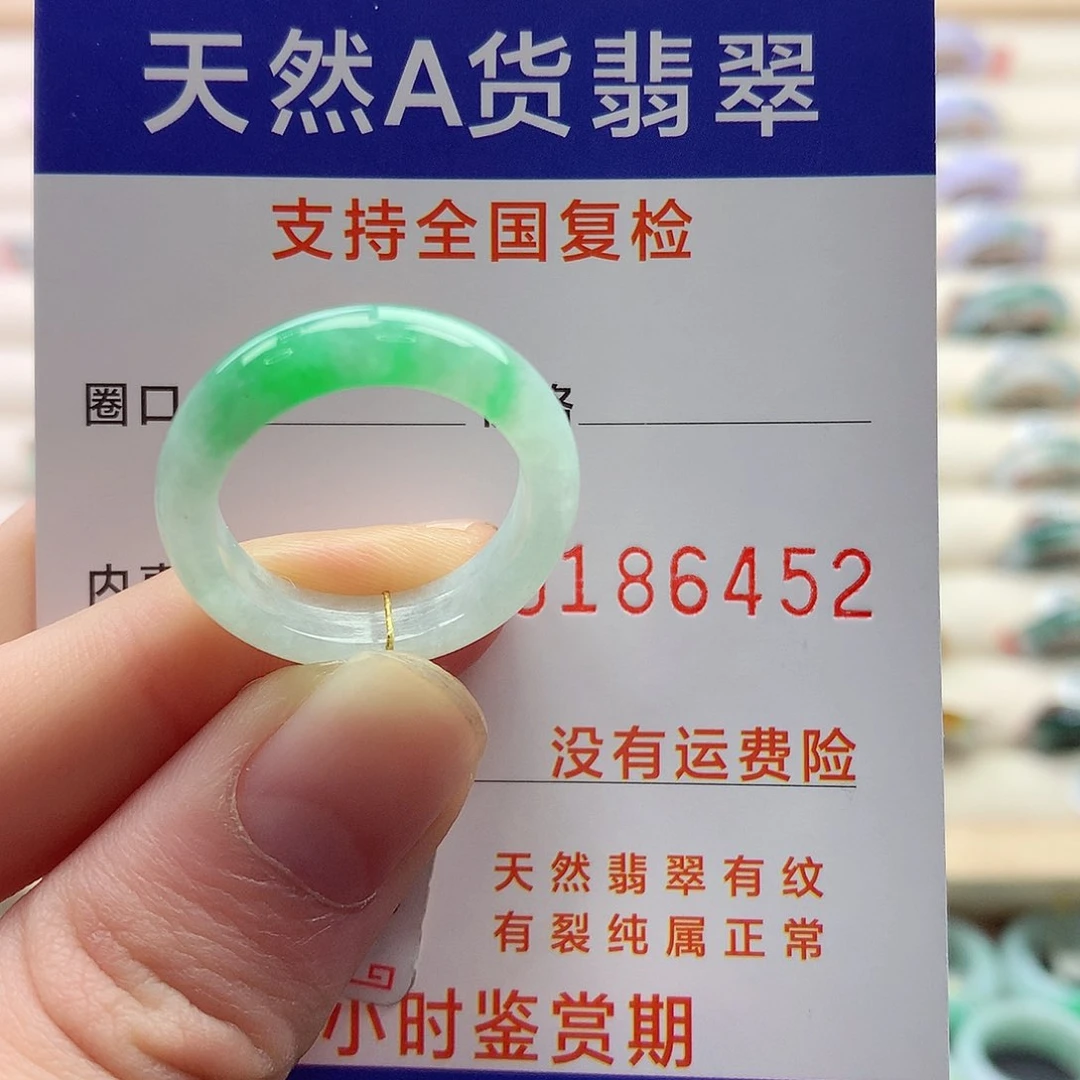 天然A货翡翠
支持全国复检
圈口
内
186452
没有运费险
天然翡翠有纹
有裂纯属正常
小时鉴赏期